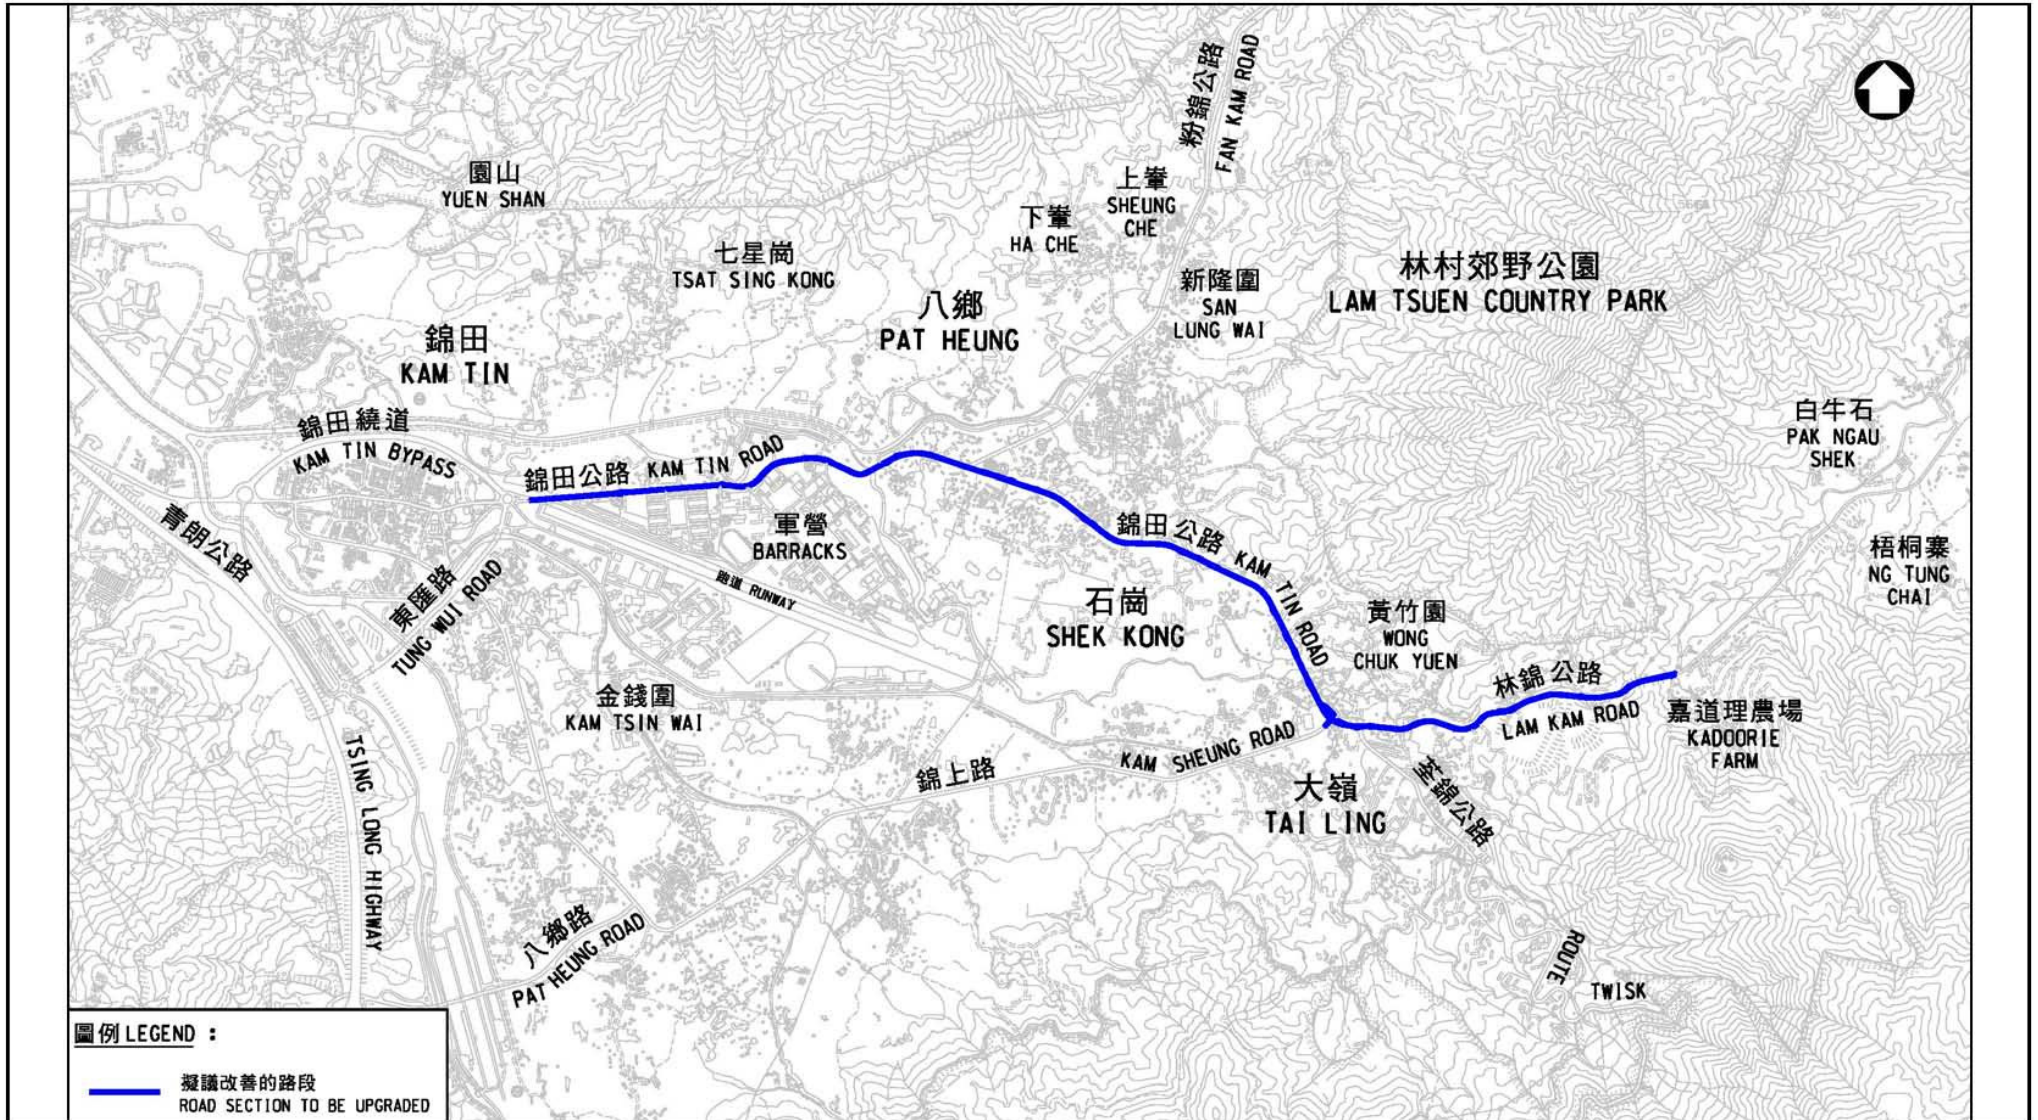 粉錦公路
FAN KAM ROAD
圓山
YUEN SHAN
上輋
SHEUNG
CHE
下輋
HA CHE
七星崗
TSAT SING KONG
新隆圍
SAN
LUNG WAI
林村郊野公園
LAM TSUEN COUNTRY PARK
八鄉
PAT HEUNG
錦田
KAM TIN
錦田繞道
KAM TIN BYPASS
白牛石
PAK NGAU
SHEK
錦田公路 KAM TIN ROAD
青朗公路
軍營
BARRACKS
錦田公路 KAM TIN ROAD
梧桐寨
NG TUNG
CHAI
東匯路
TUNG WUI ROAD
跑道 RUNWAY
石崗
SHEK KONG
黃竹園
WONG
CHUK YUEN
金錢圍
KAM TSIN WAI
林錦公路
LAM KAM ROAD
嘉道理農場
KADOORIE
FARM
TSING LONG HIGHWAY
錦上路
KAM SHEUNG ROAD
大嶺
TAI LING
荃錦公路
八鄉路
PAT HEUNG ROAD
ROUTE
TWISK
圖例 LEGEND :
擬議改善的路段
ROAD SECTION TO BE UPGRADED